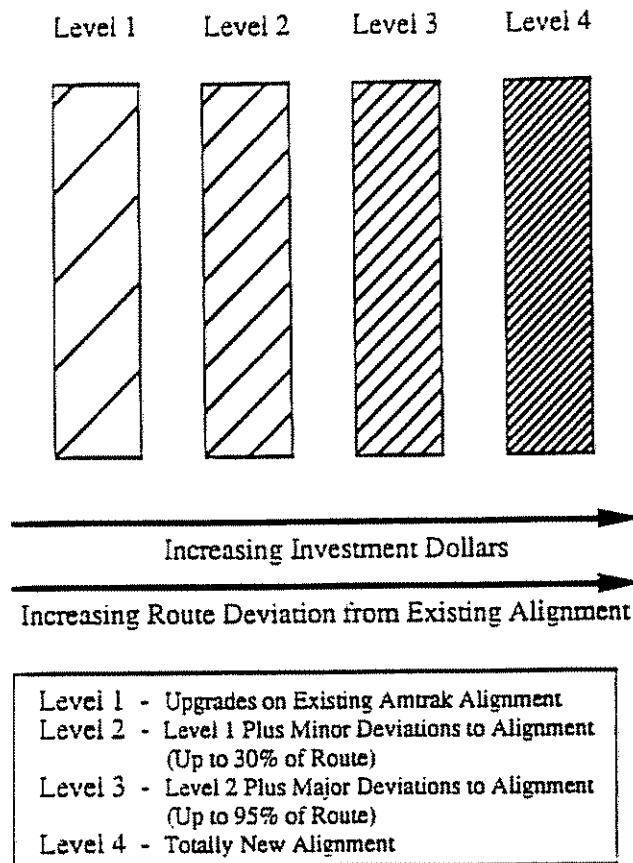 Level 1 Level 2 Level 3 Level 4
Increasing Investment Dollars
Increasing Route Deviation from Existing Alignment
Level 1 - Upgrades on Existing Amtrak Alignment
Level 2 - Level 1 Plus Minor Deviations to Alignment
(Up to 30% of Route)
Level 3 - Level 2 Plus Major Deviations to Alignment
(Up to 95% of Route)
Level 4 - Totally New Alignment